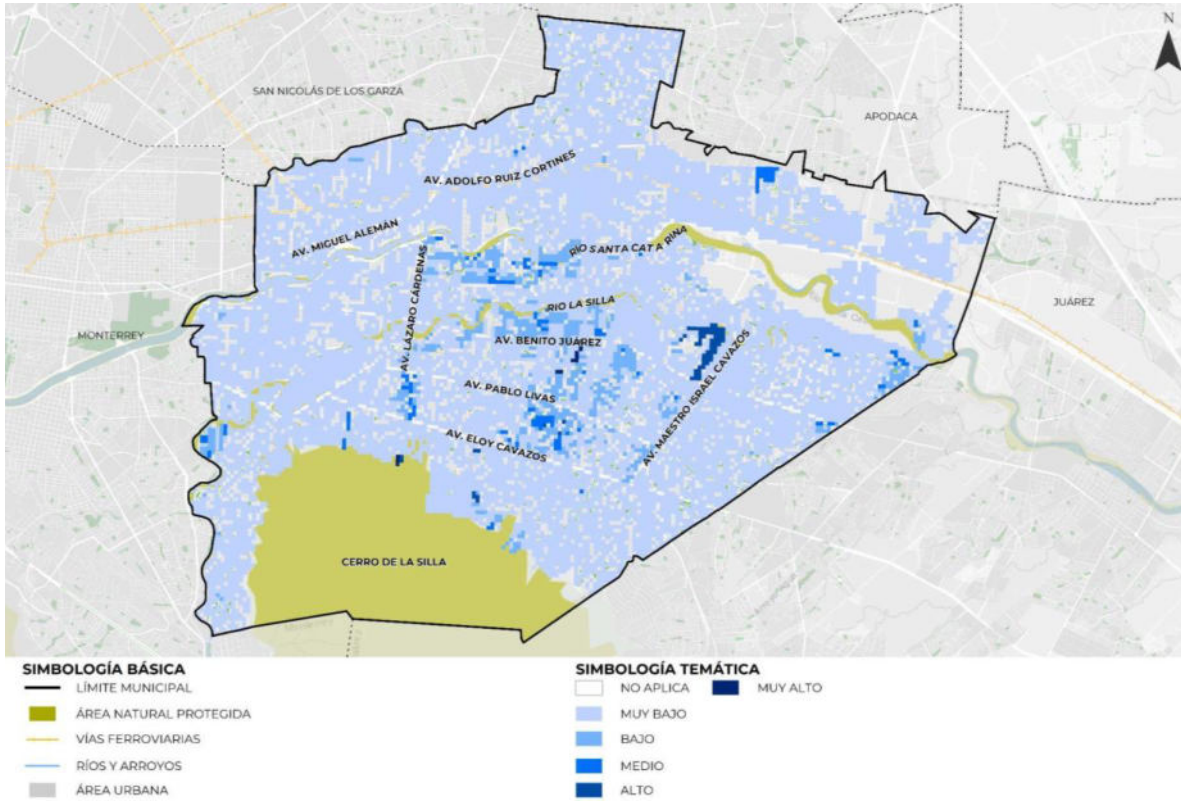 N
SAN NICOLÁS DE LOS GARZA
APODACA
AV. ADOLFO RUIZ CORTINES
AV. MIGUEL ALEMÁN
RÍO SANTA CATARINA
AV. LAZARO CÁRDENAS
RIO LA SILLA
JUÁREZ
MONTERREY
AV. BENITO JUÁREZ
AV. PABLO LIVAS
AV. MAESTRO ISRAEL CAVAZOS
AV. ELOY CAVAZOS
CERRO DE LA SILLA
SIMBOLOGÍA BÁSICA
LÍMITE MUNICIPAL
ÁREA NATURAL PROTEGIDA
VÍAS FERROVIARIAS
RÍOS Y ARROYOS
ÁREA URBANA
SIMBOLOGÍA TEMÁTICA
NO APLICA
MUY ALTO
MUY BAJO
BAJO
MEDIO
ALTO